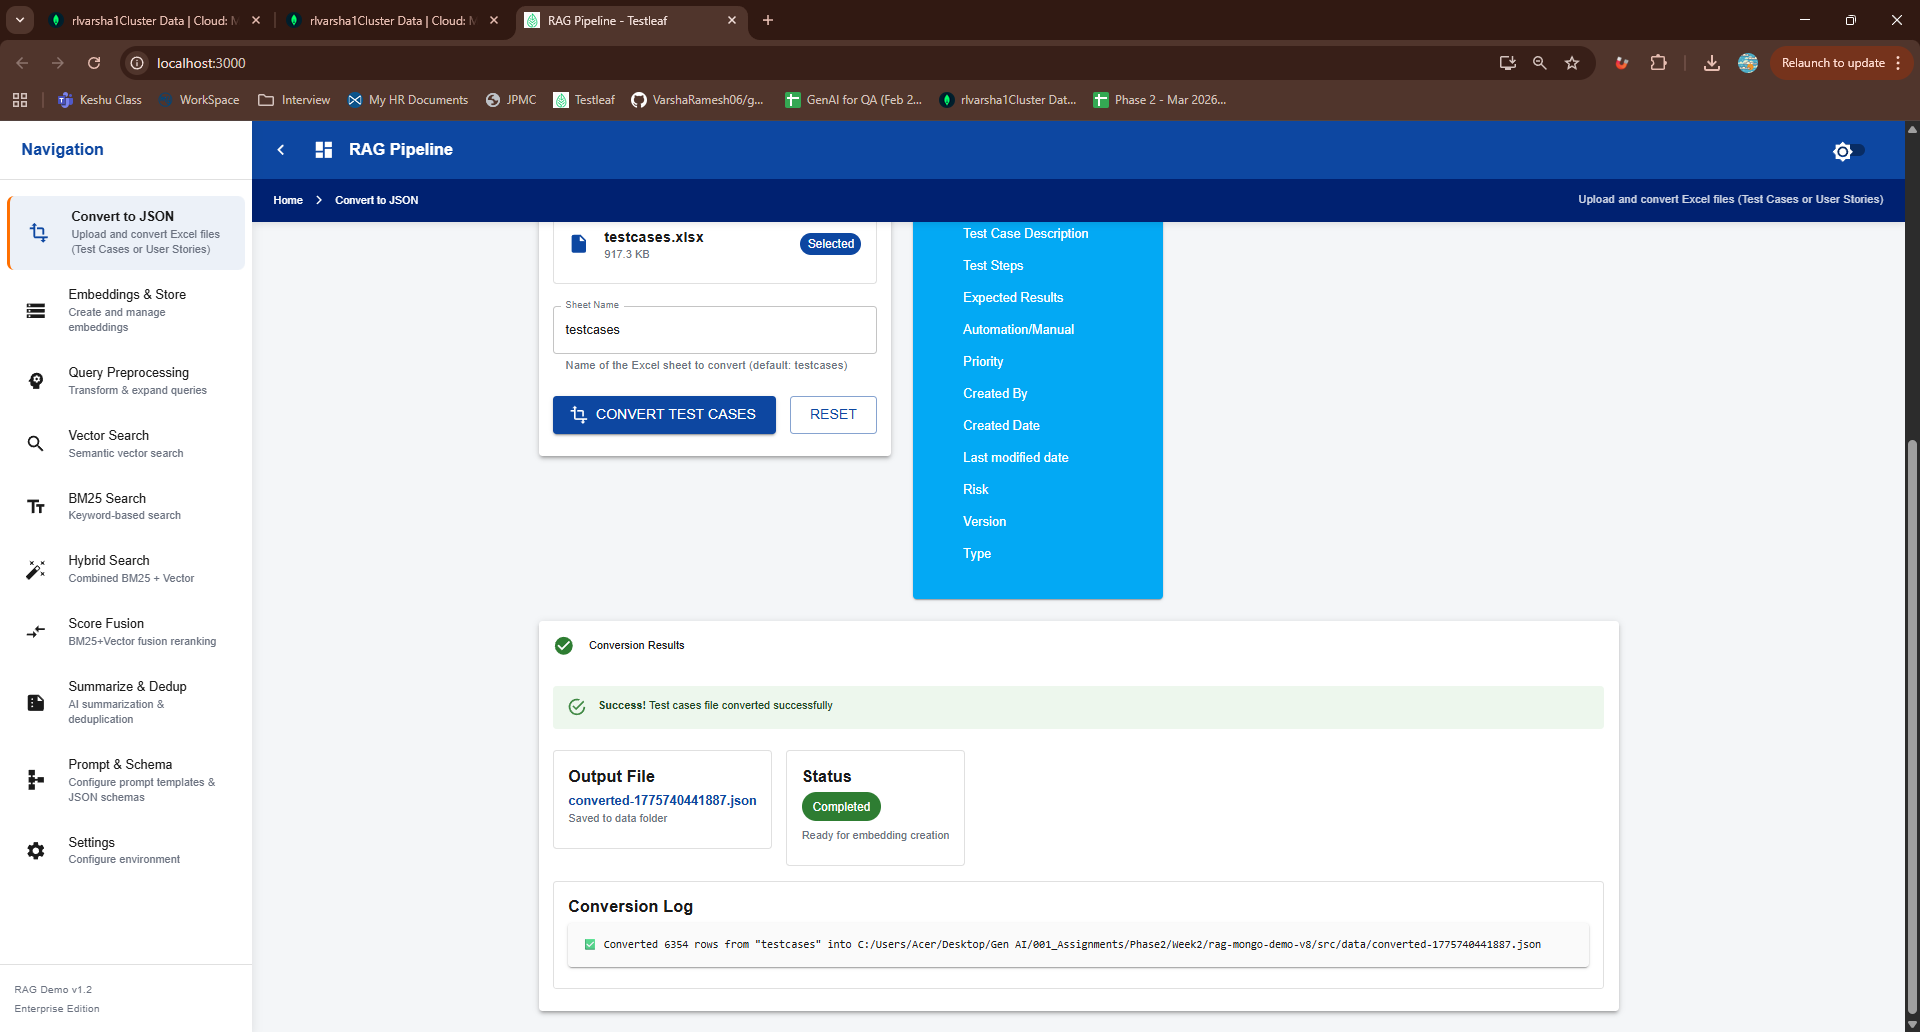 rlvarsha1Cluster Data | Cloud: M
rlvarsha1Cluster Data | Cloud: M
RAG Pipeline - Testleaf
localhost:3000
Relaunch to update
Keshu Class
WorkSpace
Interview
My HR Documents
JPMC
Testleaf
VarshaRamesh06/g...
GenAI for QA (Feb 2...
rlvarsha1Cluster Dat...
Phase 2 - Mar 2026...
Navigation
RAG Pipeline
Home
Convert to JSON
Upload and convert Excel files (Test Cases or User Stories)
Convert to JSON
Upload and convert Excel files
(Test Cases or User Stories)
Embeddings & Store
Create and manage
embeddings
Query Preprocessing
Transform & expand queries
Vector Search
Semantic vector search
BM25 Search
Keyword-based search
Hybrid Search
Combined BM25 + Vector
Score Fusion
BM25+Vector fusion reranking
Summarize & Dedup
AI summarization &
deduplication
Prompt & Schema
Configure prompt templates &
JSON schemas
Settings
Configure environment
RAG Demo v1.2
Enterprise Edition
testcases.xlsx
917.3 KB
Selected
Sheet Name
testcases
Name of the Excel sheet to convert (default: testcases)
CONVERT TEST CASES
RESET
Test Case Description
Test Steps
Expected Results
Automation/Manual
Priority
Created By
Created Date
Last modified date
Risk
Version
Type
Conversion Results
Success! Test cases file converted successfully
Output File
converted-1775740441887.json
Saved to data folder
Status
Completed
Ready for embedding creation
Conversion Log
✅ Converted 6354 rows from "testcases" into C:/Users/Acer/Desktop/Gen AI/001_Assignments/Phase2/Week2/rag-mongo-demo-v8/src/data/converted-1775740441887.json